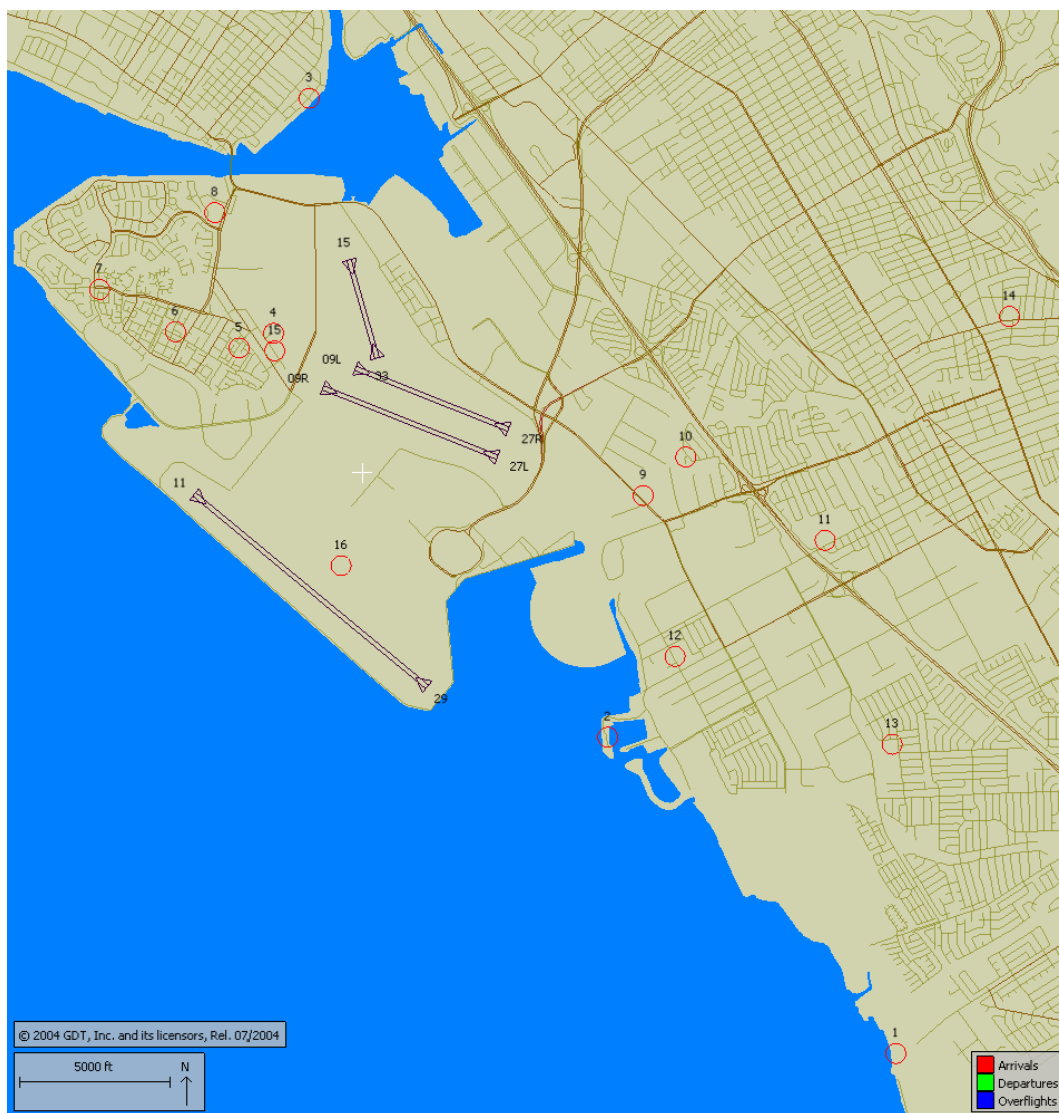 3
8
15
7
6
5
4
15
09L
33
09R
14
27R
27L
10
9
11
11
16
12
29
2
13
1
© 2004 GDT, Inc. and its licensors, Rel. 07/2004
5000 ft N
Arrivals
Departures
Overflights